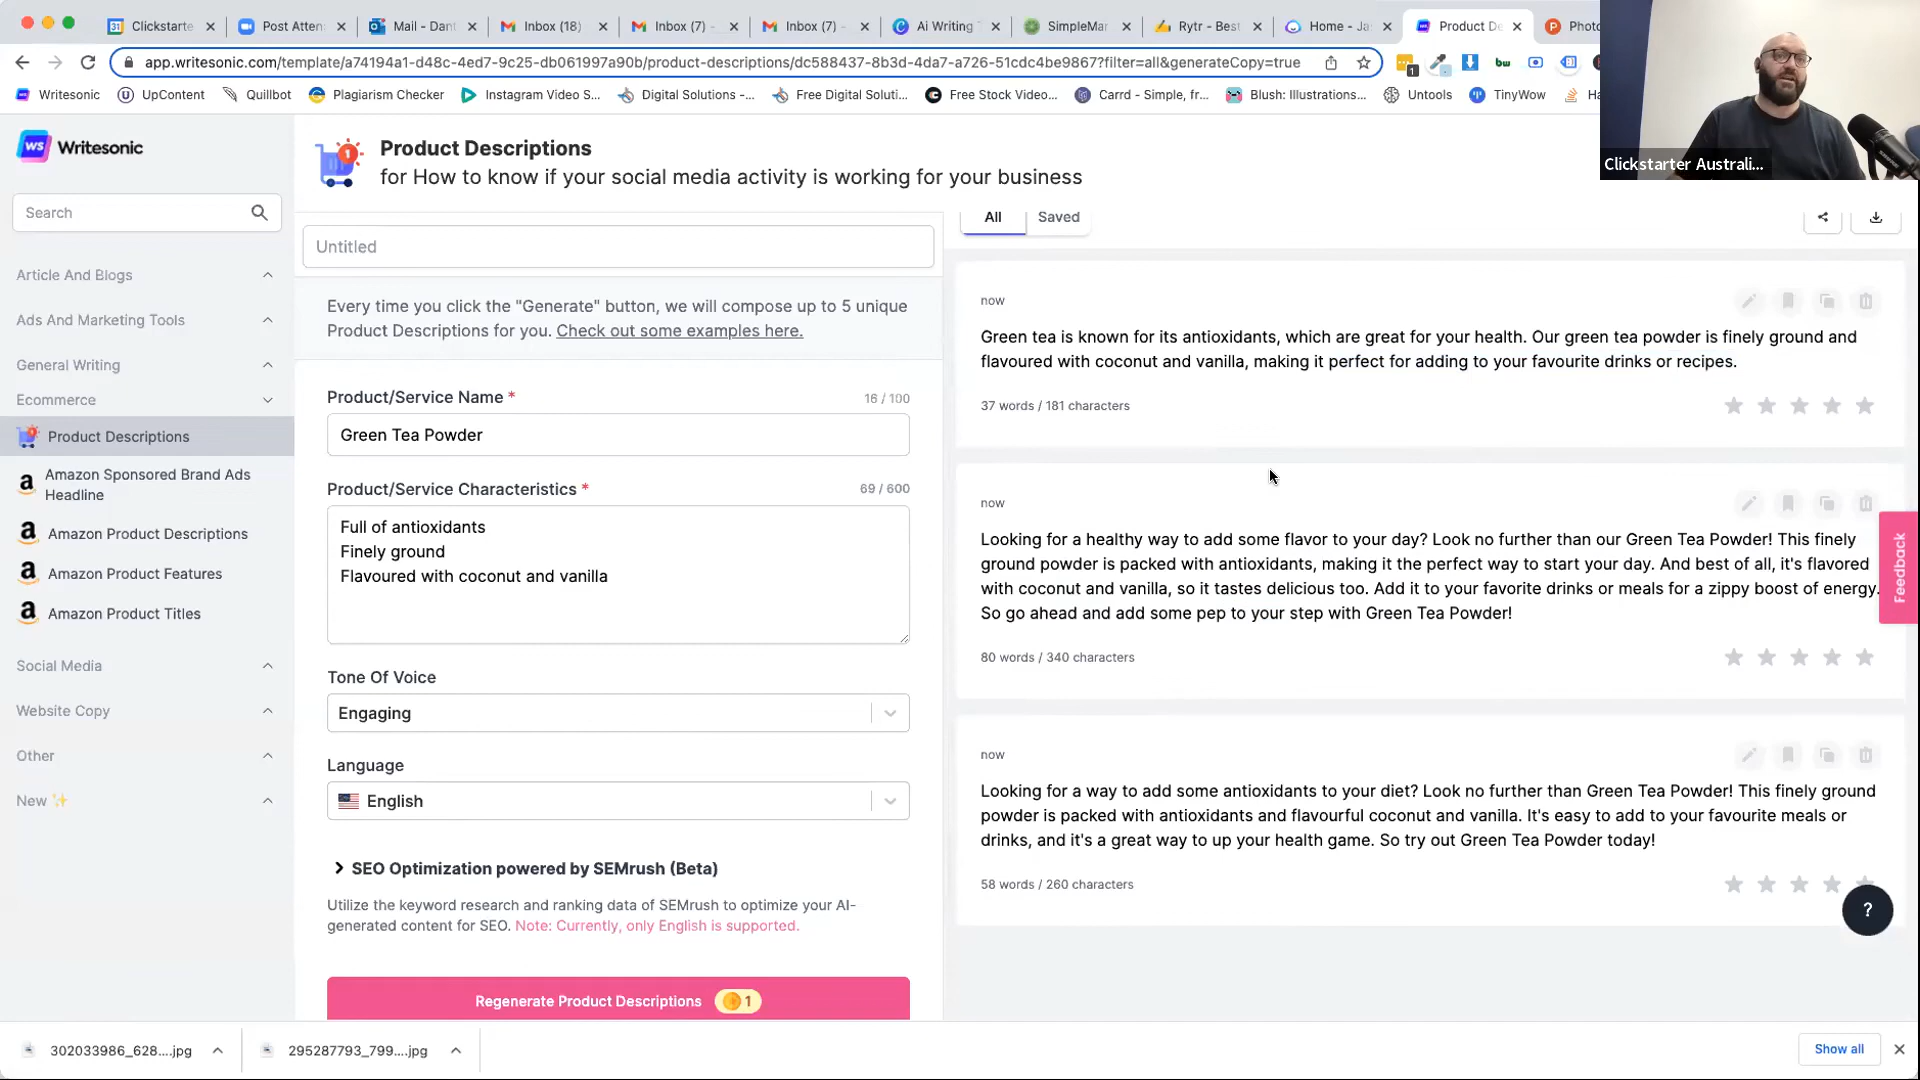 Clickstarte
Post Atten
Mail - Dant
Inbox (18)
Inbox (7) -
Inbox (7) -
Ai Writing
SimpleMar
Rytr - Best
Home - Ja
Product De
Photo
app.writesonic.com/template/a74194a1-d48c-4ed7-9c25-db061997a90b/product-descriptions/dc588437-8b3d-4da7-a726-51cdc4be9867?filter=all&generateCopy=true
Writesonic
UpContent
Quillbot
Plagiarism Checker
Instagram Video S...
Digital Solutions -...
Free Digital Soluti...
Free Stock Video...
Carrd - Simple, fr...
Blush: Illustrations...
Untools
TinyWow
Clickstarter Australi...
WS Writesonic
Search
Article And Blogs
Ads And Marketing Tools
General Writing
Ecommerce
Product Descriptions
Amazon Sponsored Brand Ads
Headline
Amazon Product Descriptions
Amazon Product Features
Amazon Product Titles
Social Media
Website Copy
Other
New ✨
Product Descriptions
for How to know if your social media activity is working for your business
Untitled
Every time you click the "Generate" button, we will compose up to 5 unique
Product Descriptions for you. Check out some examples here.
Product/Service Name *
16 / 100
Green Tea Powder
Product/Service Characteristics *
69 / 600
Full of antioxidants
Finely ground
Flavoured with coconut and vanilla
Tone Of Voice
Engaging
Language
English
SEO Optimization powered by SEMrush (Beta)
Utilize the keyword research and ranking data of SEMrush to optimize your AI-
generated content for SEO. Note: Currently, only English is supported.
Regenerate Product Descriptions 1
All
Saved
now
Green tea is known for its antioxidants, which are great for your health. Our green tea powder is finely ground and
flavoured with coconut and vanilla, making it perfect for adding to your favourite drinks or recipes.
37 words / 181 characters
now
Looking for a healthy way to add some flavor to your day? Look no further than our Green Tea Powder! This finely
ground powder is packed with antioxidants, making it the perfect way to start your day. And best of all, it's flavored
with coconut and vanilla, so it tastes delicious too. Add it to your favorite drinks or meals for a zippy boost of energy.
So go ahead and add some pep to your step with Green Tea Powder!
80 words / 340 characters
now
Looking for a way to add some antioxidants to your diet? Look no further than Green Tea Powder! This finely ground
powder is packed with antioxidants and flavourful coconut and vanilla. It's easy to add to your favourite meals or
drinks, and it's a great way to up your health game. So try out Green Tea Powder today!
58 words / 260 characters
Feedback
?
302033986_628....jpg
295287793_799....jpg
Show all